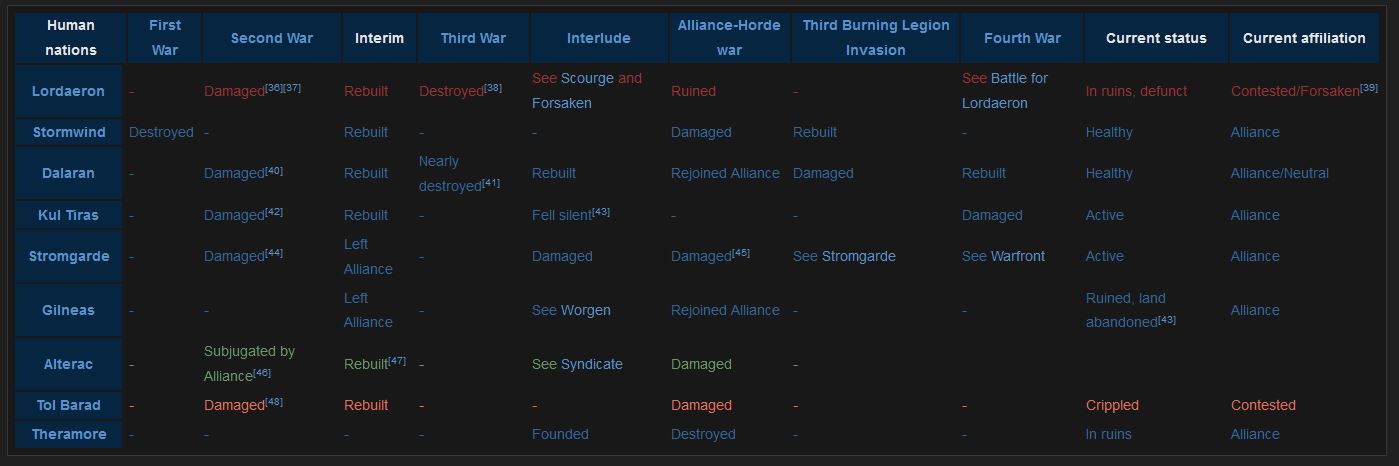 Human nations | First War | Second War | Interim | Third War | Interlude | Alliance-Horde war | Third Burning Legion Invasion | Fourth War | Current status | Current affiliation
Lordaeron | - | Damaged[36][37] | Rebuilt | Destroyed[38] | See Scourge and Forsaken | Ruined | - | See Battle for Lordaeron | In ruins, defunct | Contested/Forsaken[39]
Stormwind | Destroyed | - | Rebuilt | - | - | Damaged | Rebuilt | - | Healthy | Alliance
Dalaran | - | Damaged[40] | Rebuilt | Nearly destroyed[41] | Rebuilt | Rejoined Alliance | Damaged | Rebuilt | Healthy | Alliance/Neutral
Kul Tiras | - | Damaged[42] | Rebuilt | - | Fell silent[43] | - | - | Damaged | Active | Alliance
Stromgarde | - | Damaged[44] | Left Alliance | - | Damaged | Damaged[45] | See Stromgarde | See Warfront | Active | Alliance
Gilneas | - | - | Left Alliance | | See Worgen | Rejoined Alliance | - | - | Ruined, land abandoned[43] | Alliance
Alterac | - | Subjugated by Alliance[46] | Rebuilt[47] | - | See Syndicate | Damaged | -
Tol Barad | - | Damaged[48] | Rebuilt | - | - | Damaged | - | - | Crippled | Contested
Theramore | - | - | - | - | Founded | Destroyed | - | - | In ruins | Alliance